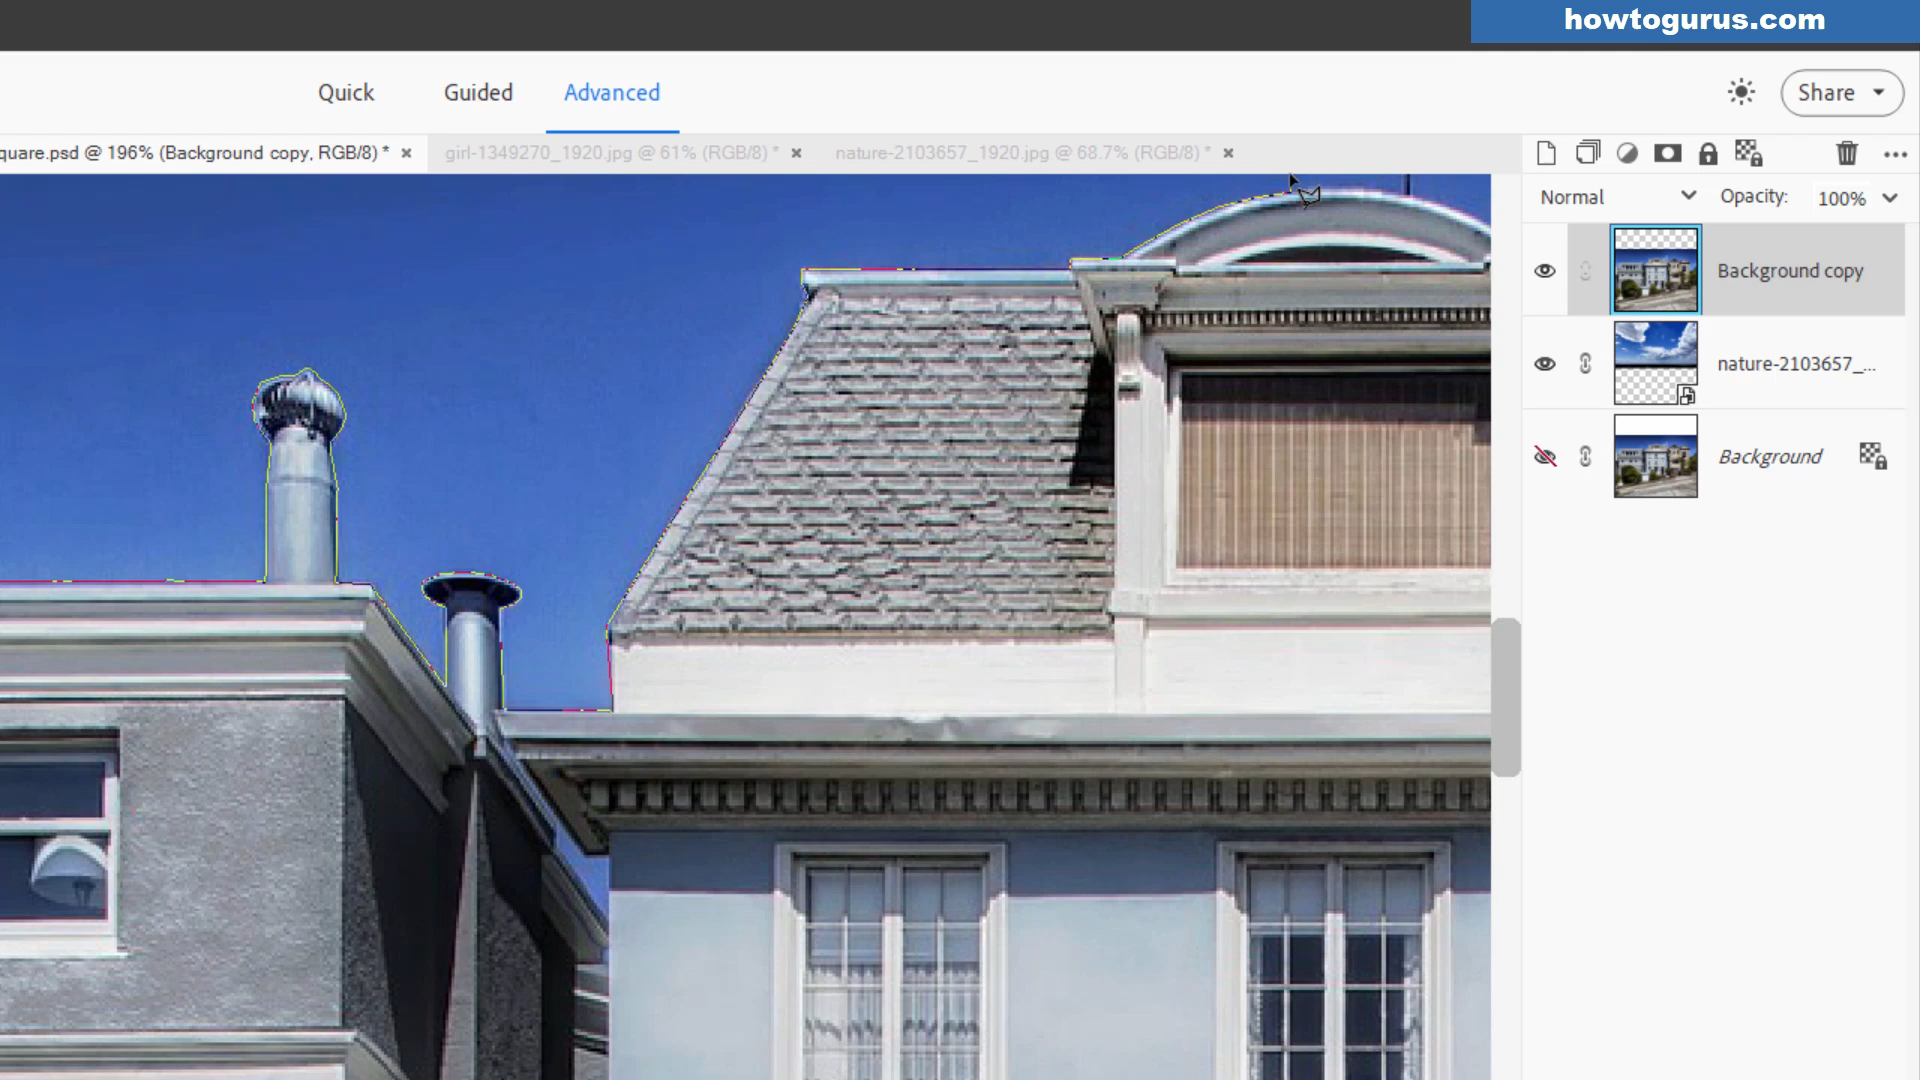 howtogurus.com
Quick Guided Advanced
Share
quare.psd @ 196% (Background copy, RGB/8) *
girl-1349270_1920.jpg @ 61% (RGB/8) *
nature-2103657_1920.jpg @ 68.7% (RGB/8) *
Normal Opacity: 100%
Background copy
nature-2103657_...
Background